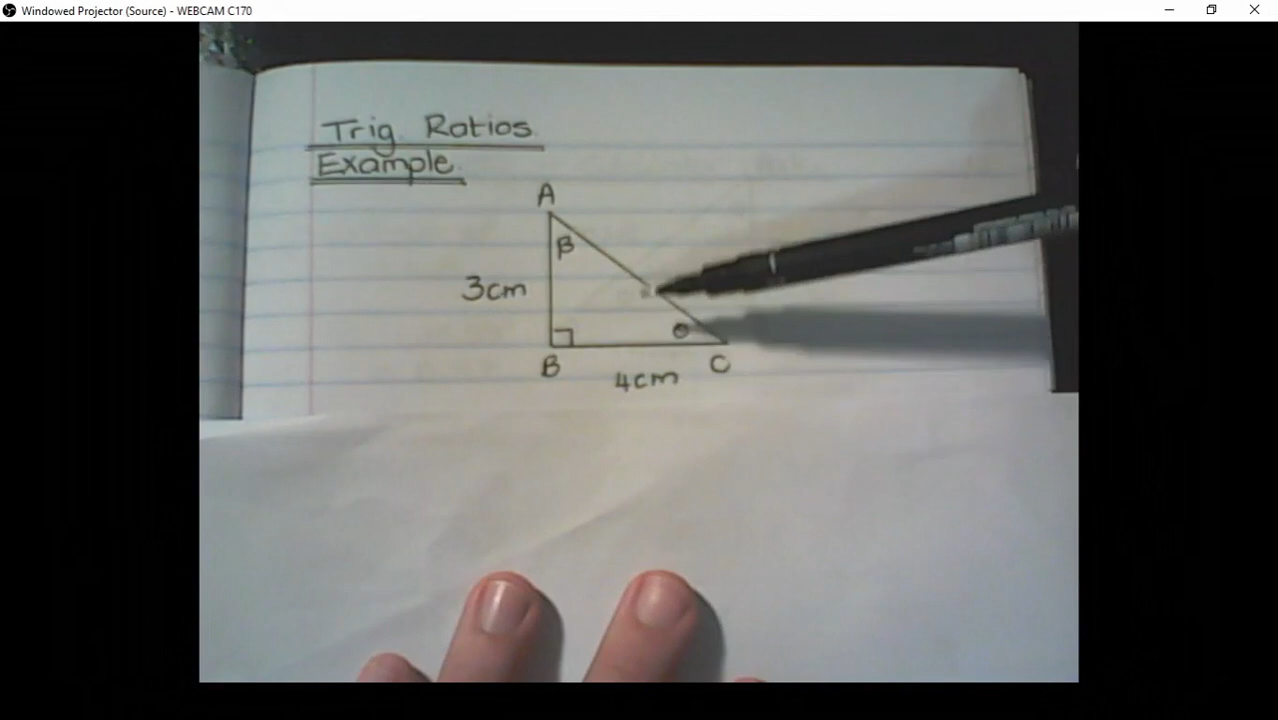 Windowed Projector (Source) - WEBCAM C170
Trig Ratios
Example
A
β
3cm
θ
B
C
4cm